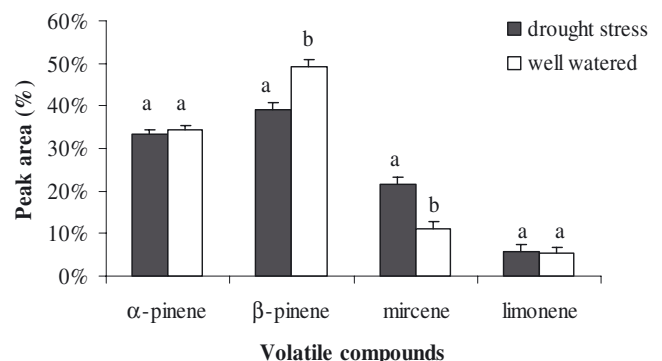 60%
50%
40%
30%
20%
10%
0%
Peak area (%)
drought stress
well watered
a a
a b
a b
a a
α-pinene β-pinene mircene limonene
Volatile compounds